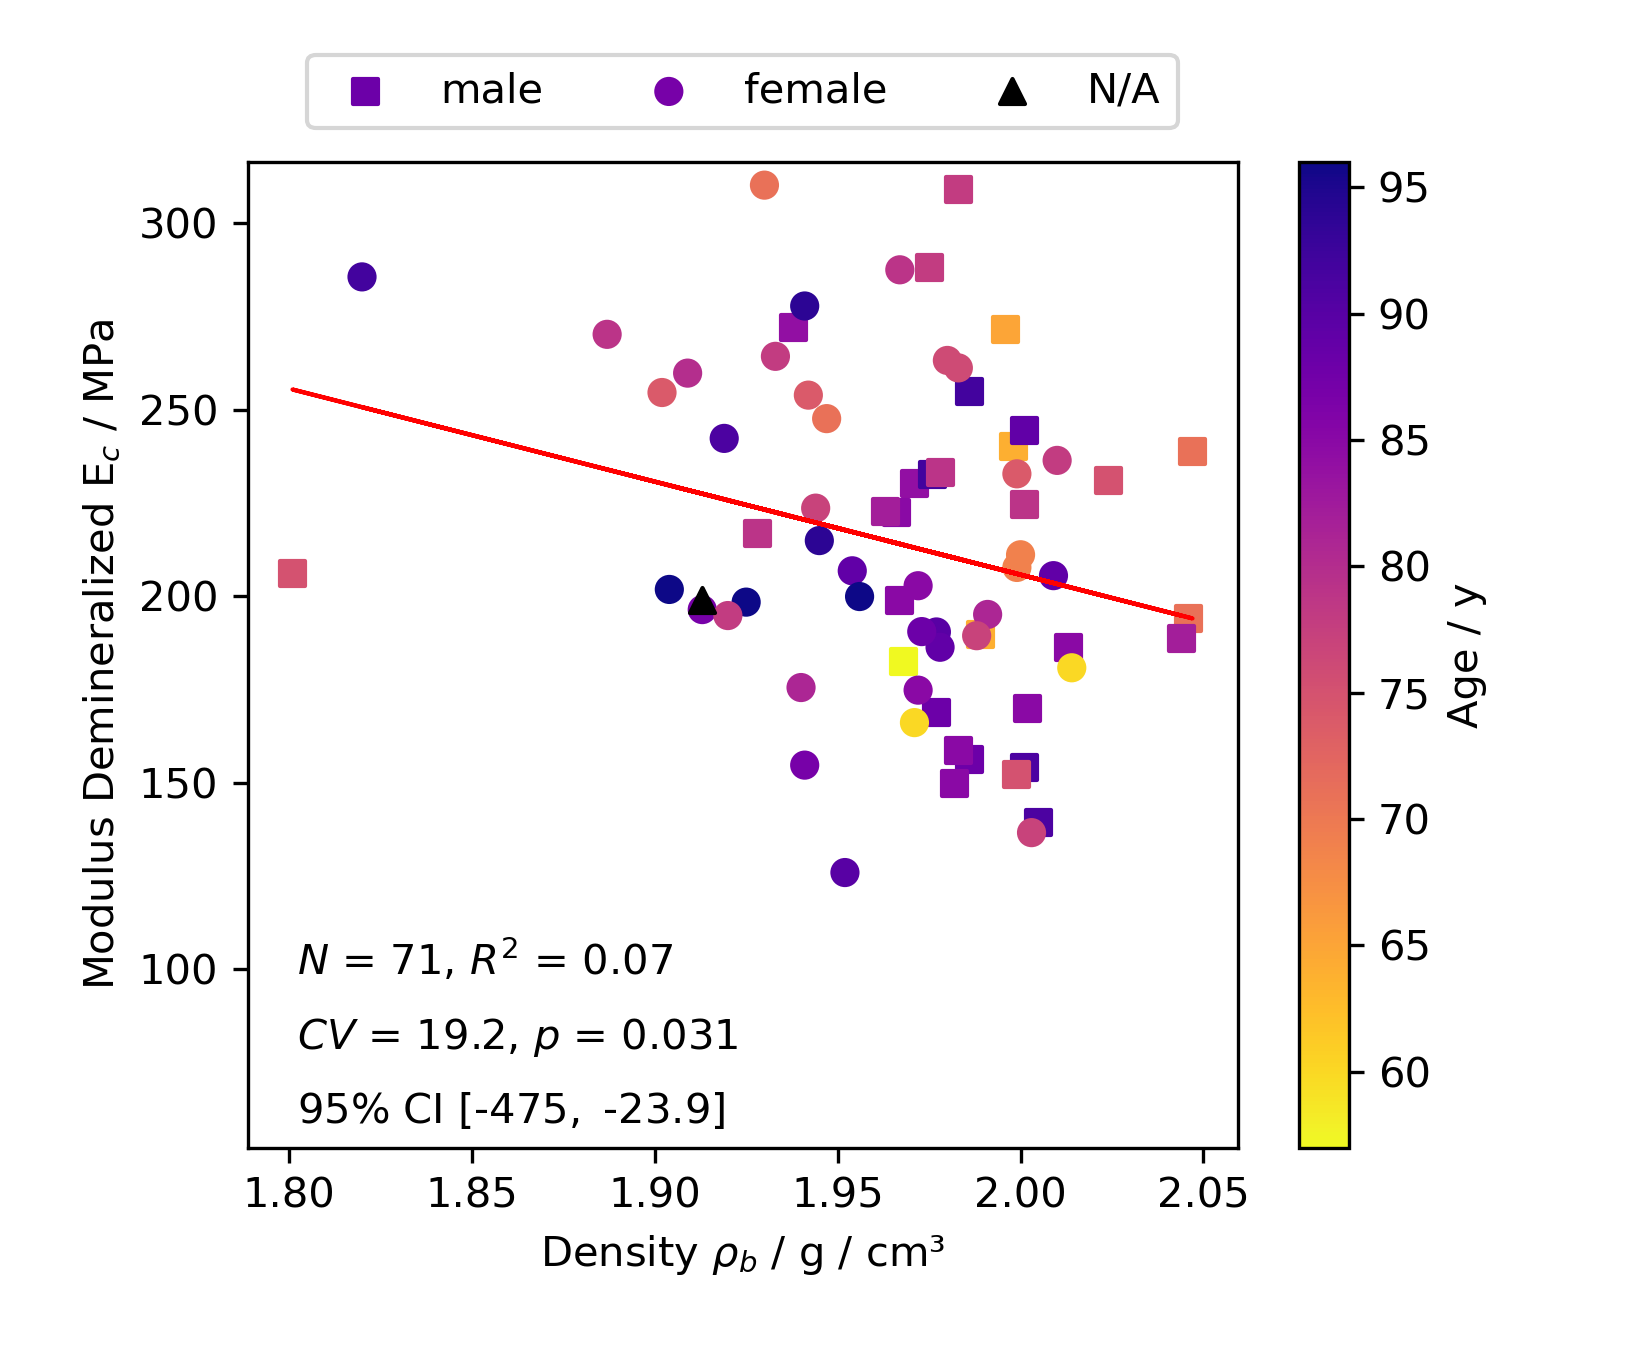 male female N/A
300
250
200
150
100
Modulus Demineralized E_c / MPa
N = 71, R² = 0.07
CV = 19.2, p = 0.031
95% CI [-475, -23.9]
1.80 1.85 1.90 1.95 2.00 2.05
Density ρ_b / g / cm³
95
90
85
80
75
70
65
60
Age / y